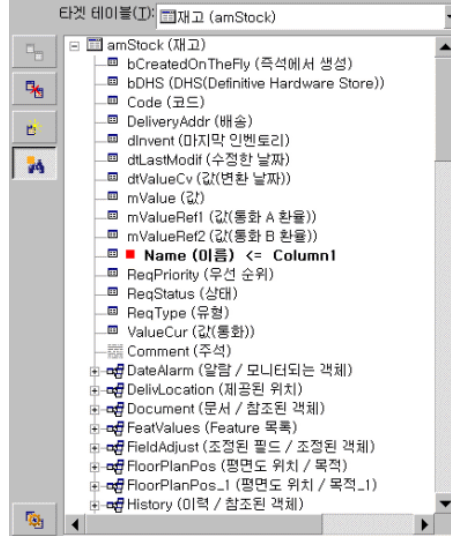 타겟 테이블(T): 재고 (amStock)
amStock (재고)
bCreatedOnTheFly (즉석에서 생성)
bDHS (DHS(Definitive Hardware Store))
Code (코드)
DeliveryAddr (배송)
dInvent (마지막 인벤토리)
dtLastModif (수정한 날짜)
dtValueCv (값(변환 날짜))
mValue (값)
mValueRef1 (값(통화 A 환율))
mValueRef2 (값(통화 B 환율))
Name (이름) <= Column1
ReqPriority (우선 순위)
ReqStatus (상태)
ReqType (유형)
ValueCur (값(통화))
Comment (주석)
DateAlarm (알람 / 모니터되는 객체)
DelivLocation (제공된 위치)
Document (문서 / 참조된 객체)
FeatValues (Feature 목록)
FieldAdjust (조정된 필드 / 조정된 객체)
FloorPlanPos (평면도 위치 / 목적)
FloorPlanPos_1 (평면도 위치 / 목적_1)
History (이력 / 참조된 객체)